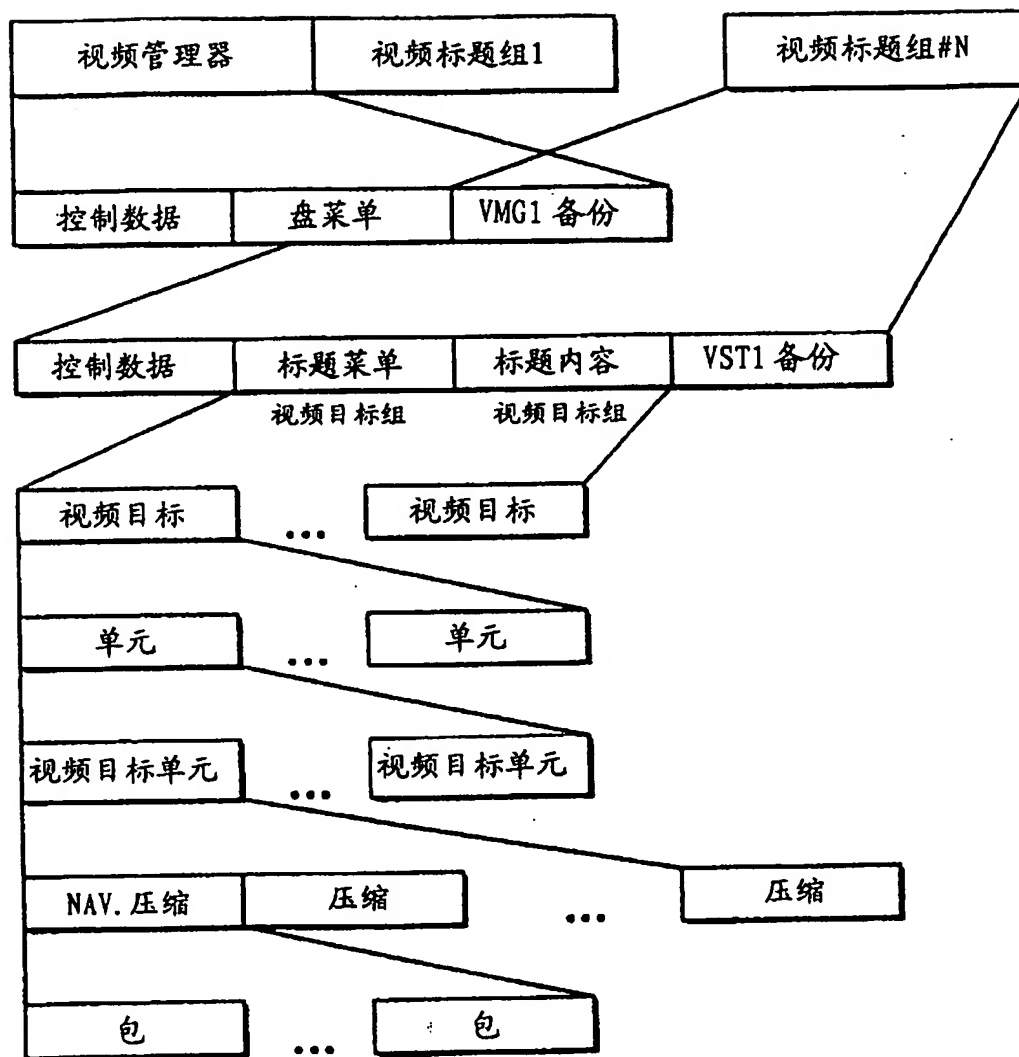 视频管理器 视频标题组1 视频标题组#N
控制数据 盘菜单 VMG1 备份
控制数据 标题菜单 标题内容 VST1 备份
视频目标组 视频目标组
视频目标 ... 视频目标
单元 ... 单元
视频目标单元 ... 视频目标单元
NAV.压缩 压缩 ... 压缩
包 ... 包